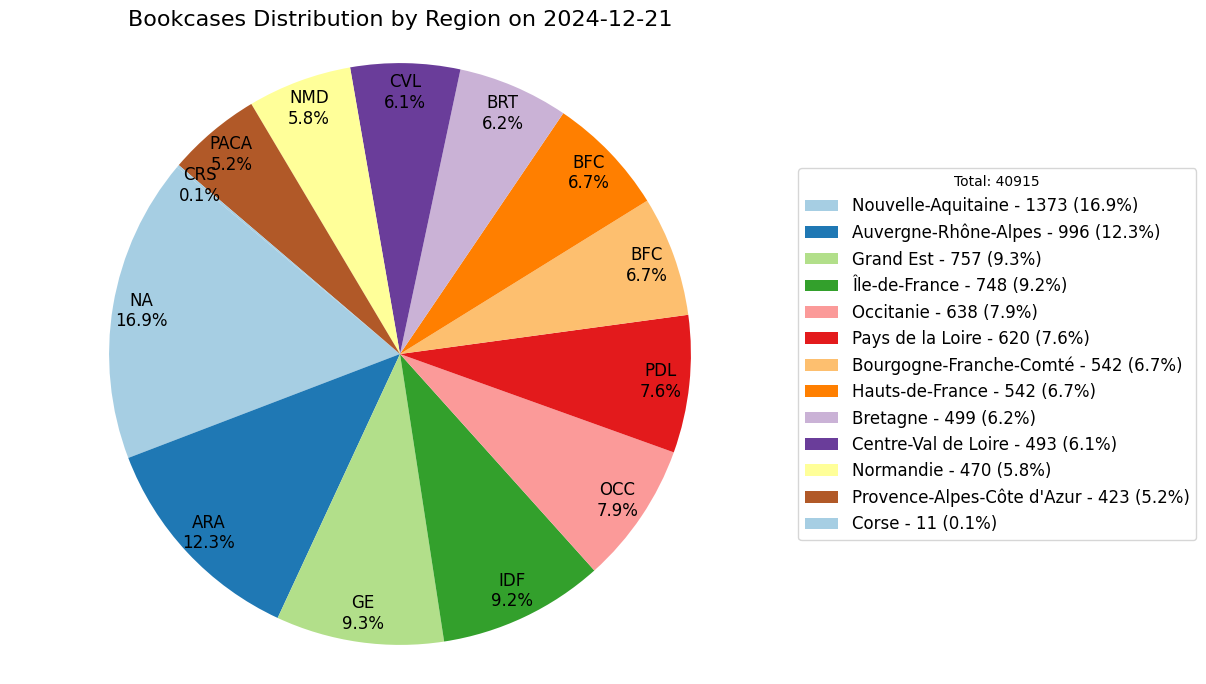 Bookcases Distribution by Region on 2024-12-21
CVL
6.1%
BRT
6.2%
NMD
5.8%
BFC
6.7%
PACA
5.2%
CRS
0.1%
BFC
6.7%
NA
16.9%
PDL
7.6%
OCC
7.9%
ARA
12.3%
IDF
9.2%
GE
9.3%
Total: 40915
Nouvelle-Aquitaine - 1373 (16.9%)
Auvergne-Rhône-Alpes - 996 (12.3%)
Grand Est - 757 (9.3%)
Île-de-France - 748 (9.2%)
Occitanie - 638 (7.9%)
Pays de la Loire - 620 (7.6%)
Bourgogne-Franche-Comté - 542 (6.7%)
Hauts-de-France - 542 (6.7%)
Bretagne - 499 (6.2%)
Centre-Val de Loire - 493 (6.1%)
Normandie - 470 (5.8%)
Provence-Alpes-Côte d'Azur - 423 (5.2%)
Corse - 11 (0.1%)